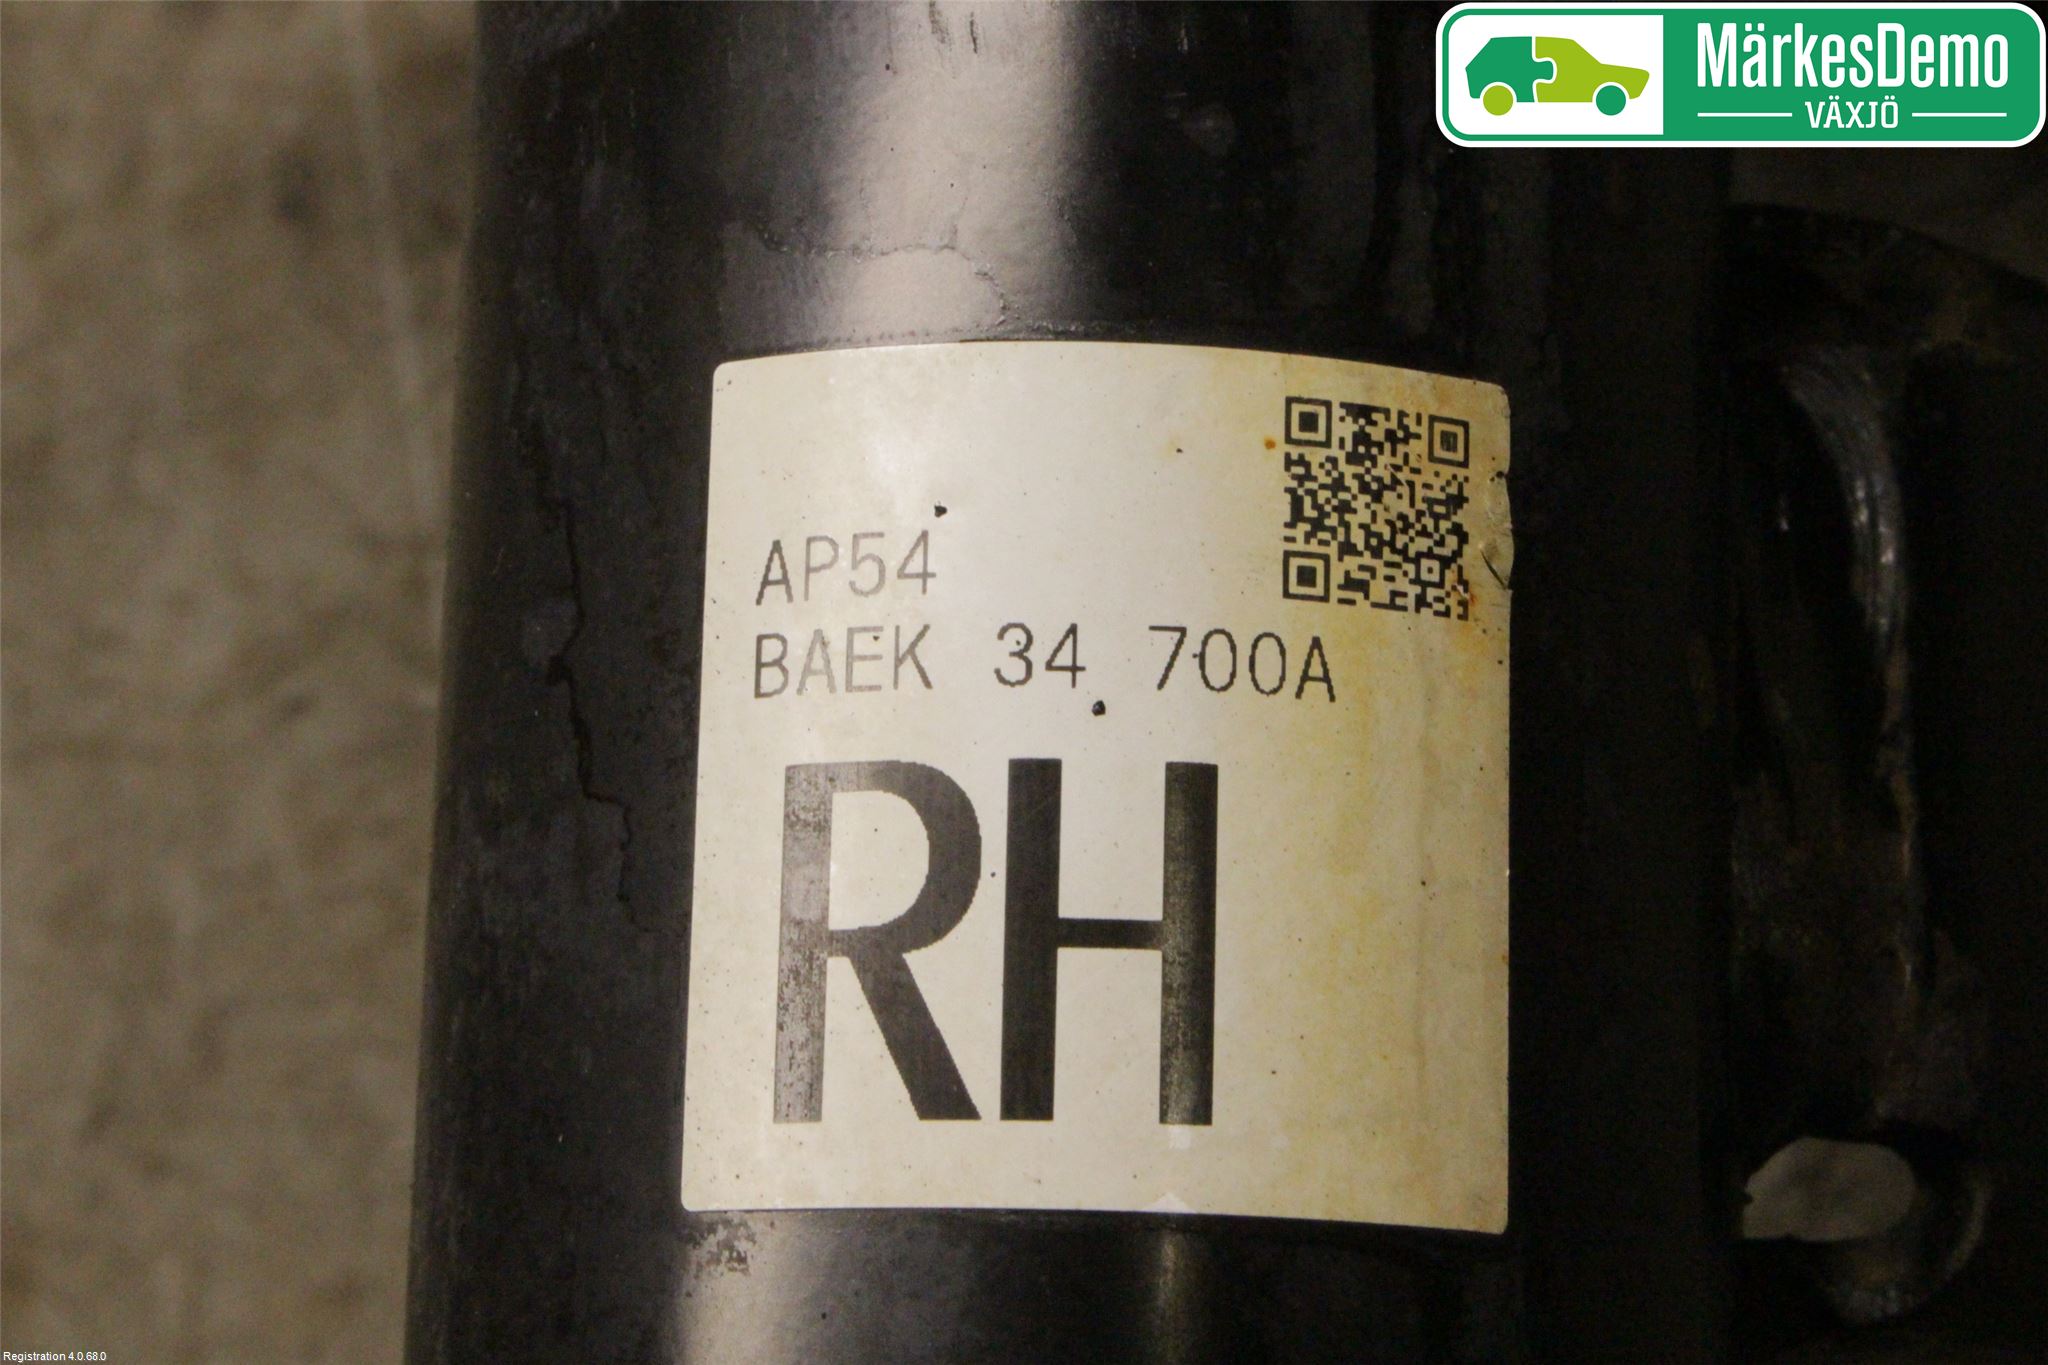 MärkesDemo
VÄXJÖ
AP54
BAEK 34 700A
RH
Registration 4.0.68.0